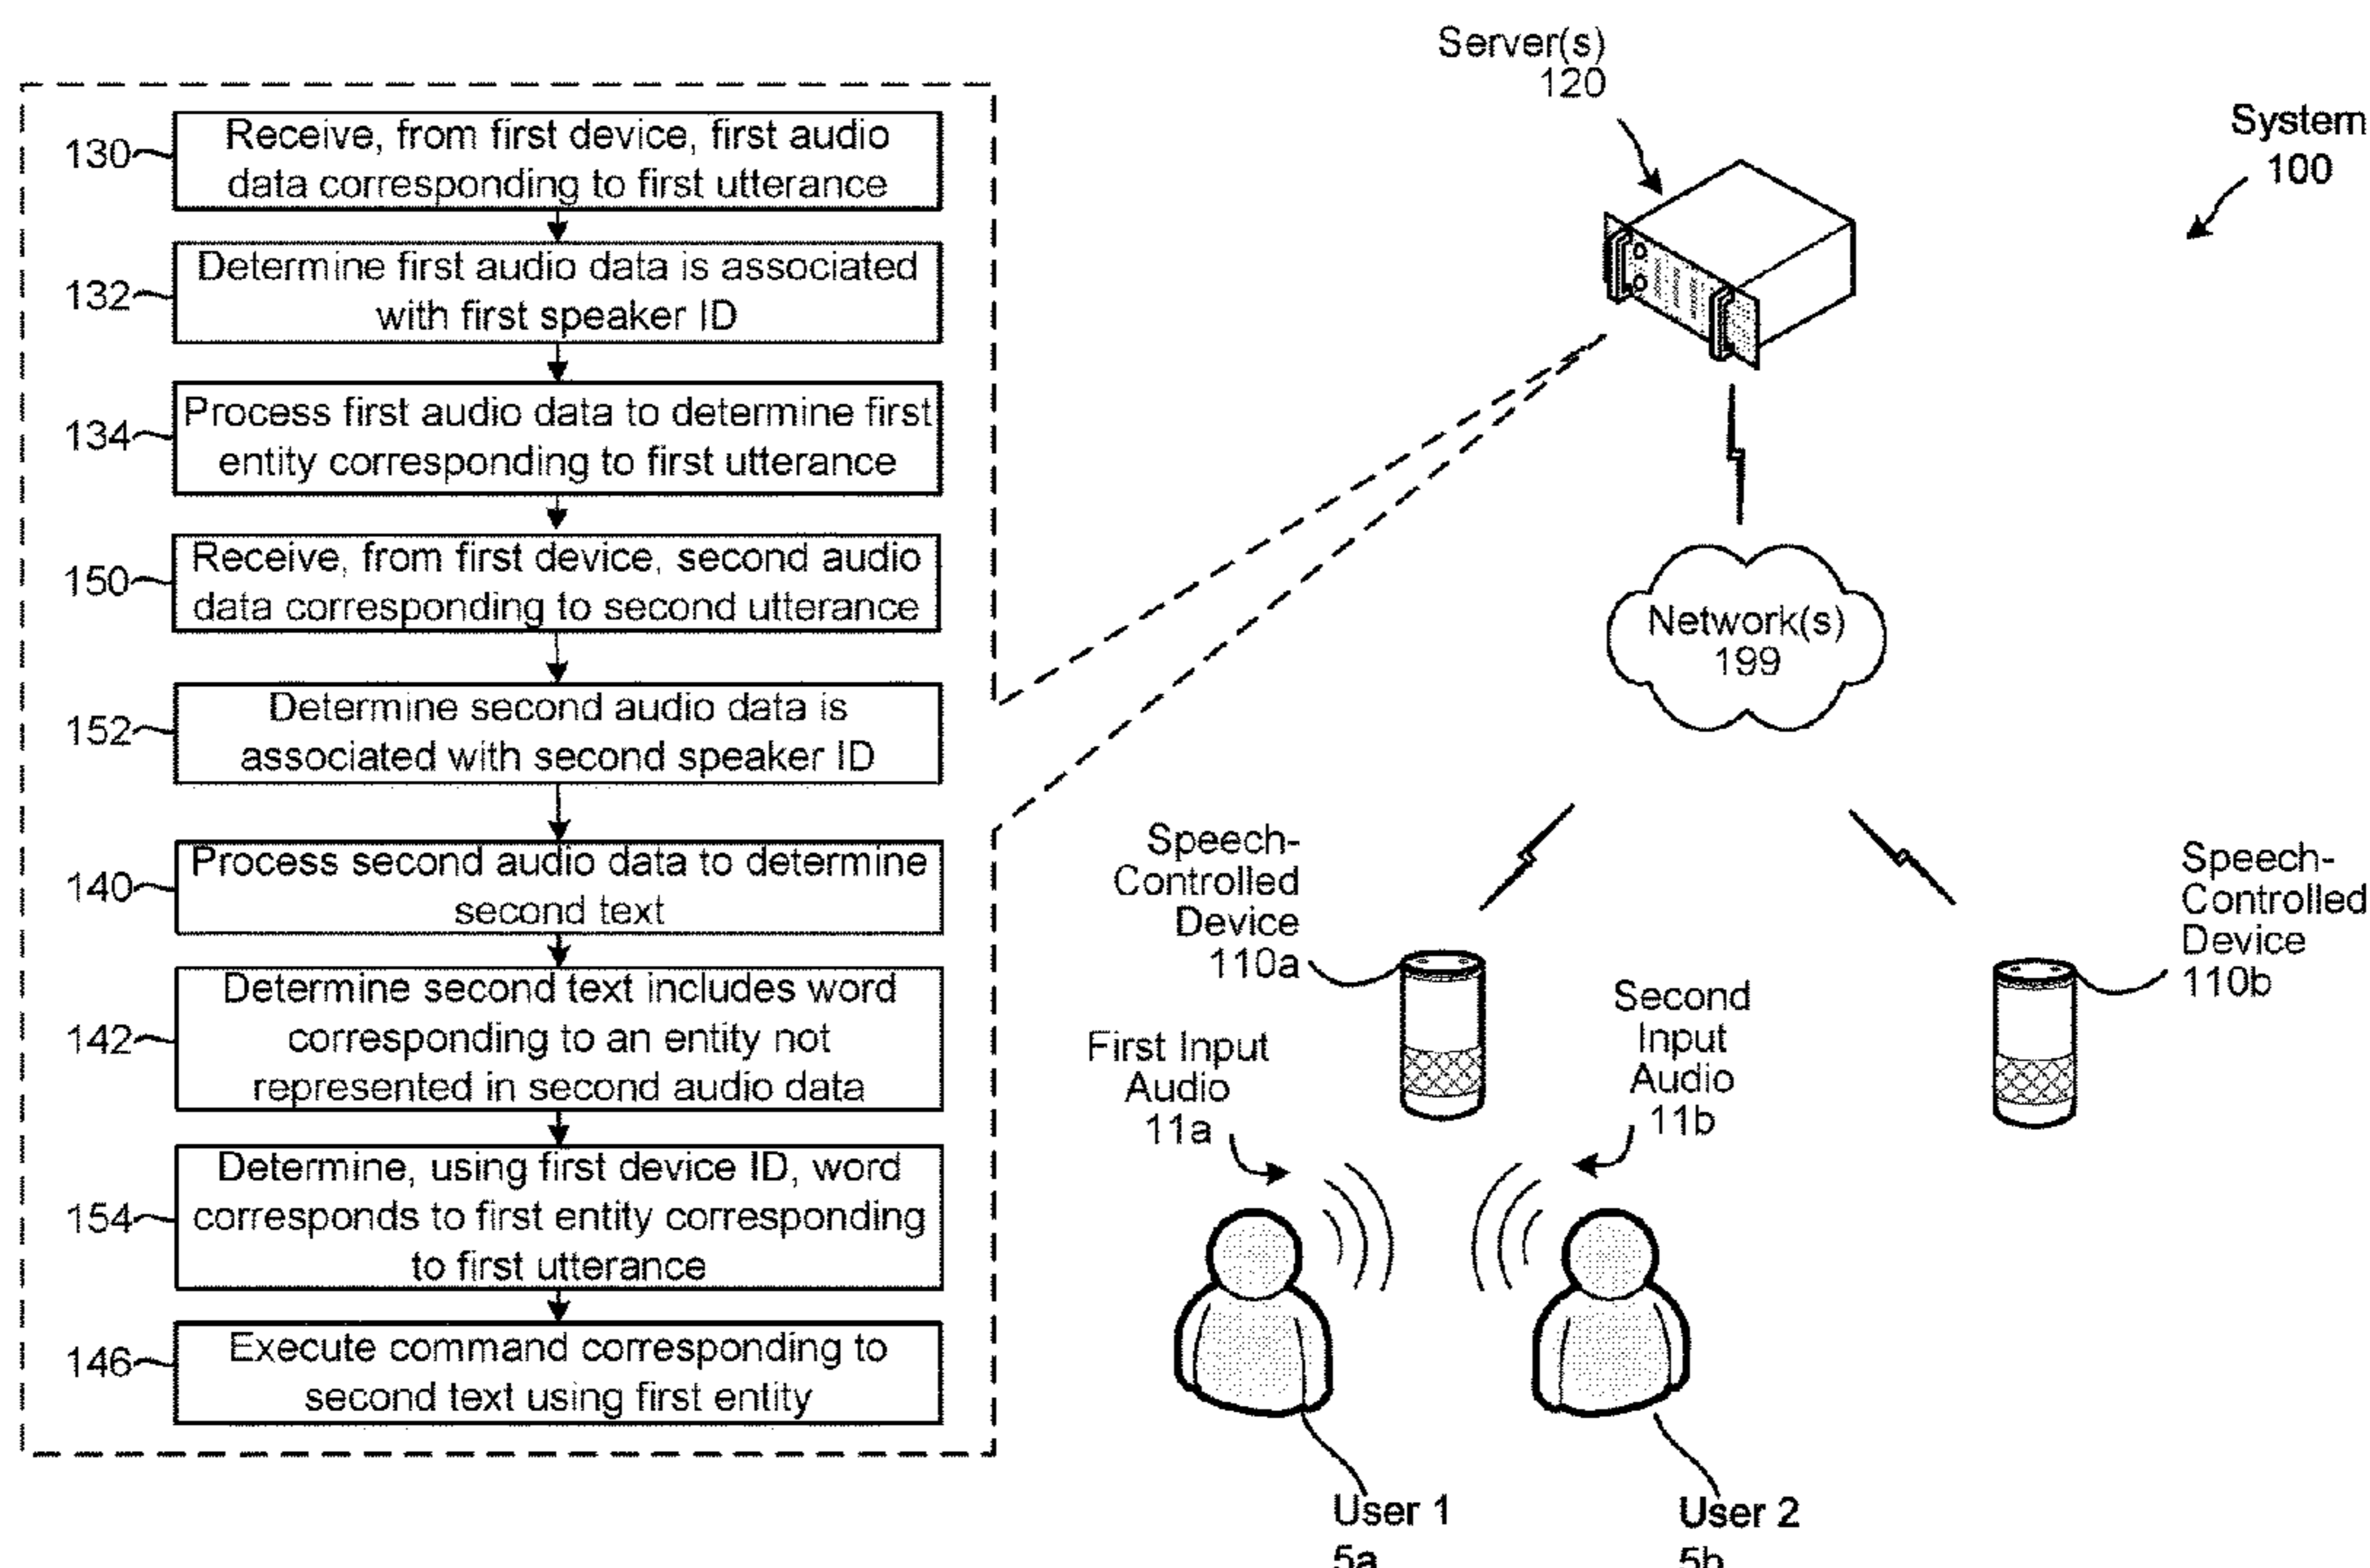 130
Receive, from first device, first audio
data corresponding to first utterance
132
Determine first audio data is associated
with first speaker ID
134
Process first audio data to determine first
entity corresponding to first utterance
150
Receive, from first device, second audio
data corresponding to second utterance
152
Determine second audio data is
associated with second speaker ID
140
Process second audio data to determine
second text
142
Determine second text includes word
corresponding to an entity not
represented in second audio data
154
Determine, using first device ID, word
corresponds to first entity corresponding
to first utterance
146
Execute command corresponding to
second text using first entity
Server(s)
120
System
100
Network(s)
199
Speech-
Controlled
Device
110a
Speech-
Controlled
Device
110b
First Input
Audio
11a
Second
Input
Audio
11b
User 1
5a
User 2
5b